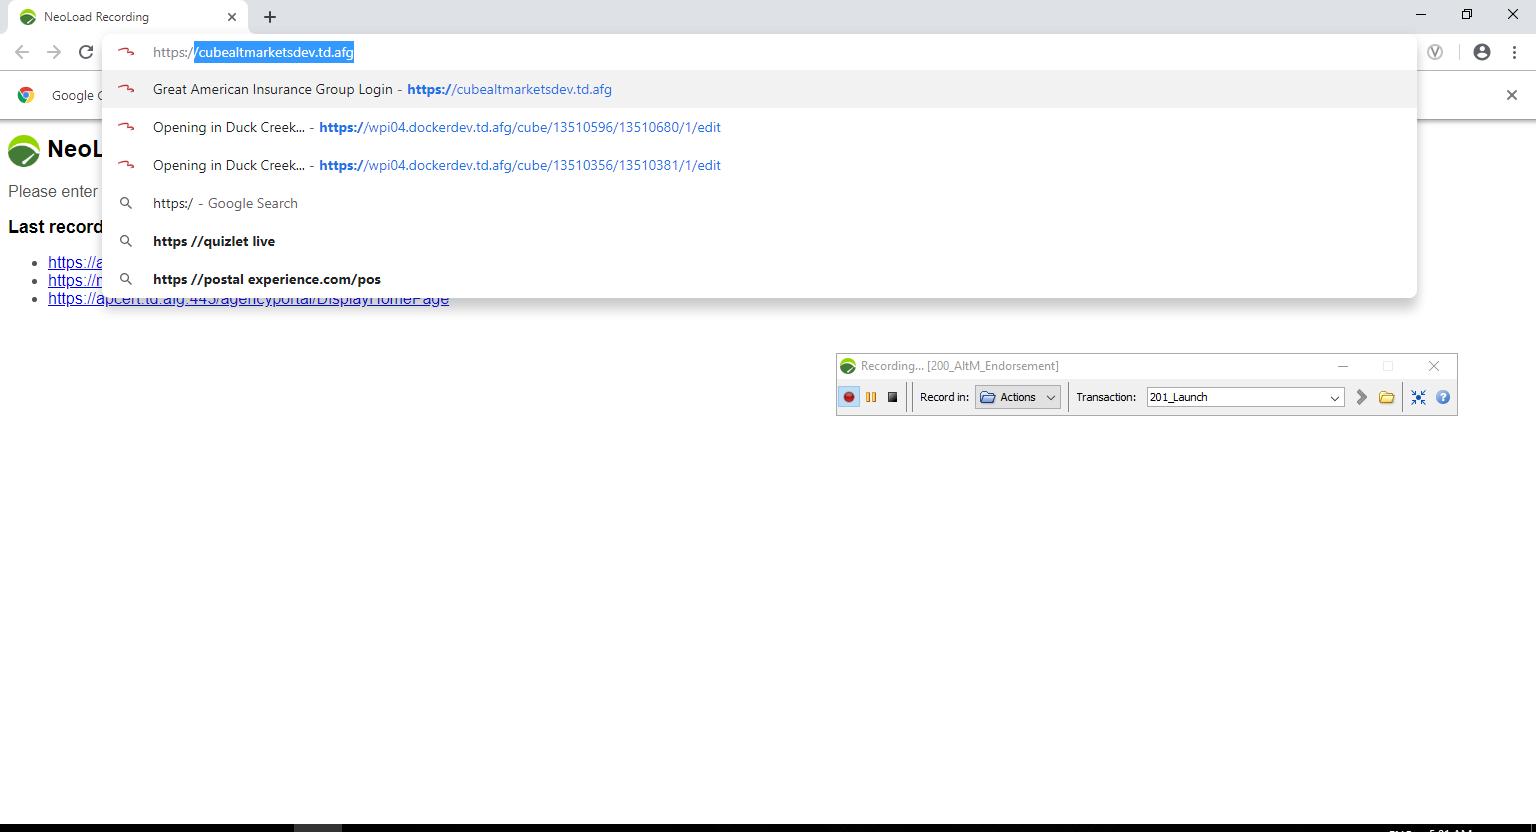 NeoLoad Recording
https://cubealtmarketsdev.td.afg
Great American Insurance Group Login - https://cubealtmarketsdev.td.afg
Google
Opening in Duck Creek... - https://wpi04.dockerdev.td.afg/cube/13510596/13510680/1/edit
Opening in Duck Creek... - https://wpi04.dockerdev.td.afg/cube/13510356/13510381/1/edit
Please enter
https:/ - Google Search
Last record
https //quizlet live
https://a
https //postal experience.com/pos
https://apcert.td.afg:443/agencyportal/DisplayHomePage
Recording... [200_AltM_Endorsement]
Record in: Actions Transaction: 201_Launch